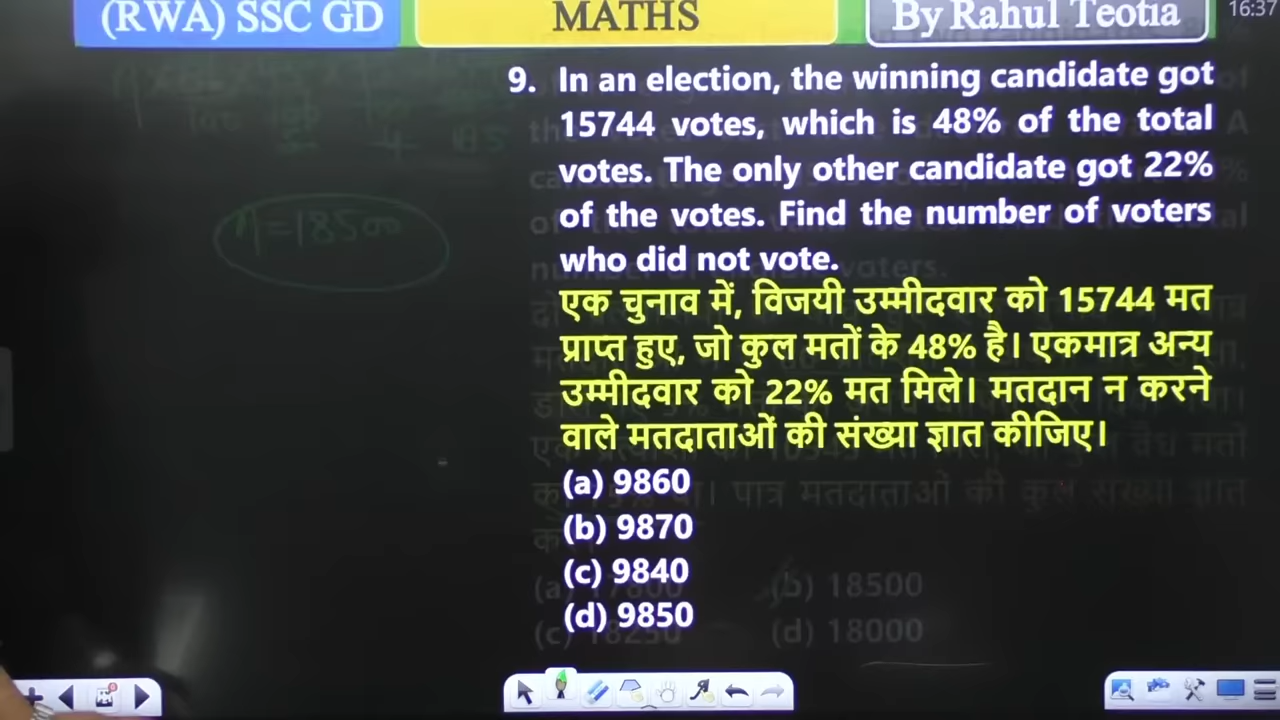 (RWA) SSC GD
MATHS
By Rahul Teotia
16:37
9. In an election, the winning candidate got
15744 votes, which is 48% of the total
votes. The only other candidate got 22%
of the votes. Find the number of voters
who did not vote.
एक चुनाव में, विजयी उम्मीदवार को 15744 मत
प्राप्त हुए, जो कुल मतों के 48% है। एकमात्र अन्य
उम्मीदवार को 22% मत मिले। मतदान न करने
वाले मतदाताओं की संख्या ज्ञात कीजिए।
(a) 9860
(b) 9870
(c) 9840
(d) 9850
η=18500
(b) 18500
(c) 18250
(d) 18000